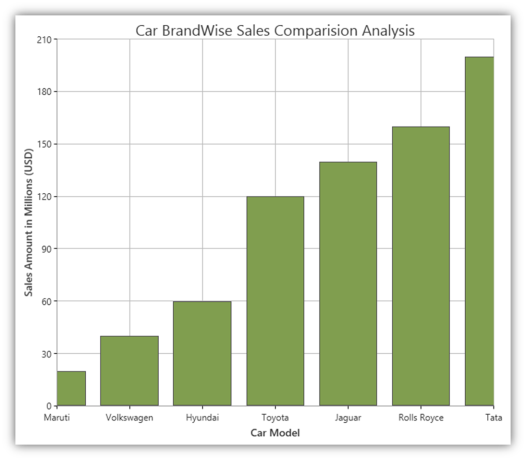 Car BrandWise Sales Comparision Analysis
210
180
150
120
90
60
30
0
Sales Amount in Millions (USD)
Maruti Volkswagen Hyundai Toyota Jaguar Rolls Royce Tata
Car Model